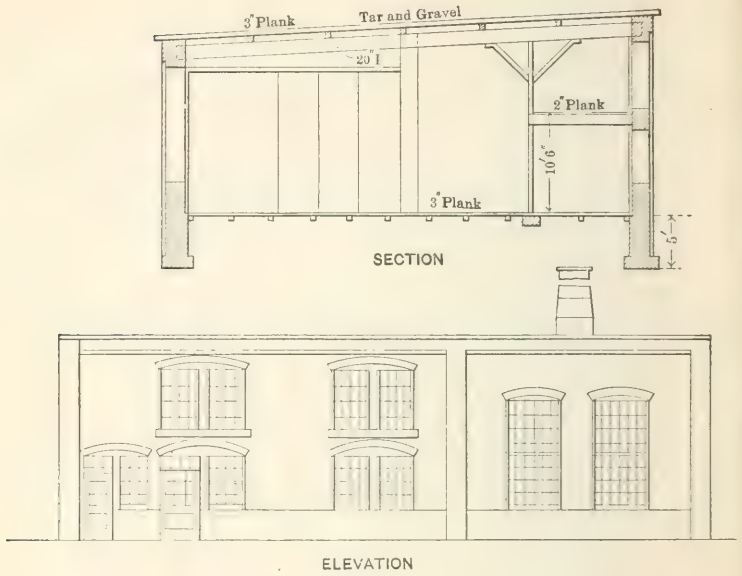 3" Plank
Tar and Gravel
20" I
2" Plank
10'6"
3" Plank
5'
SECTION
ELEVATION